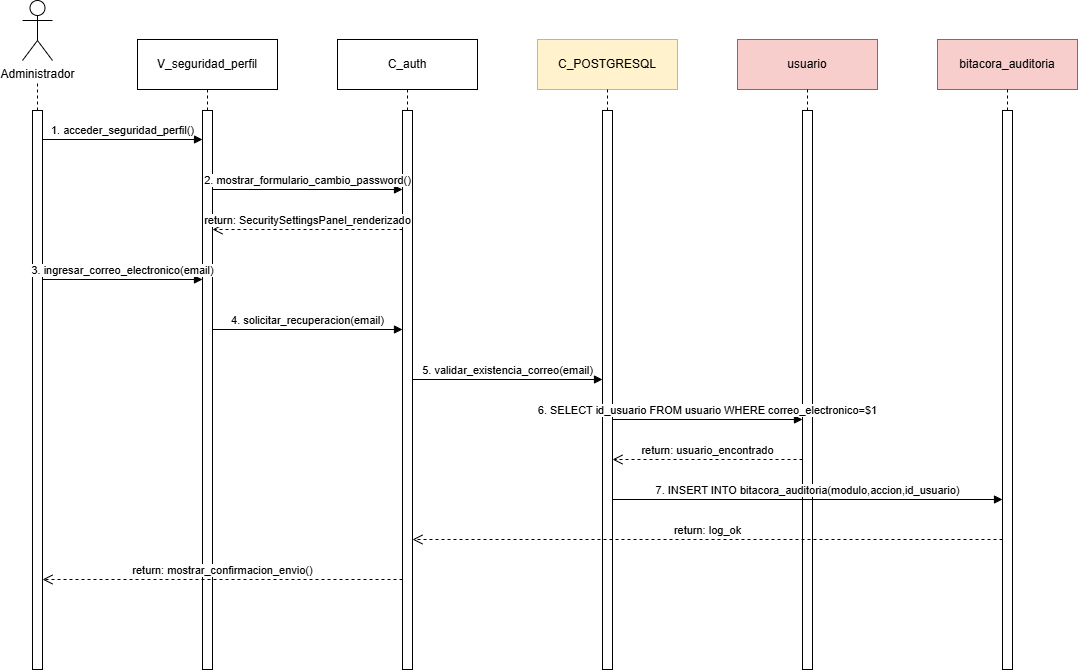 Administrador
V_seguridad_perfil
C_auth
C_POSTGRESQL
usuario
bitacora_auditoria
1. acceder_seguridad_perfil()
2. mostrar_formulario_cambio_password()
return: SecuritySettingsPanel_renderizado
3. ingresar_correo_electronico(email)
4. solicitar_recuperacion(email)
5. validar_existencia_correo(email)
6. SELECT id_usuario FROM usuario WHERE correo_electronico=$1
return: usuario_encontrado
7. INSERT INTO bitacora_auditoria(modulo,accion,id_usuario)
return: log_ok
return: mostrar_confirmacion_envio()